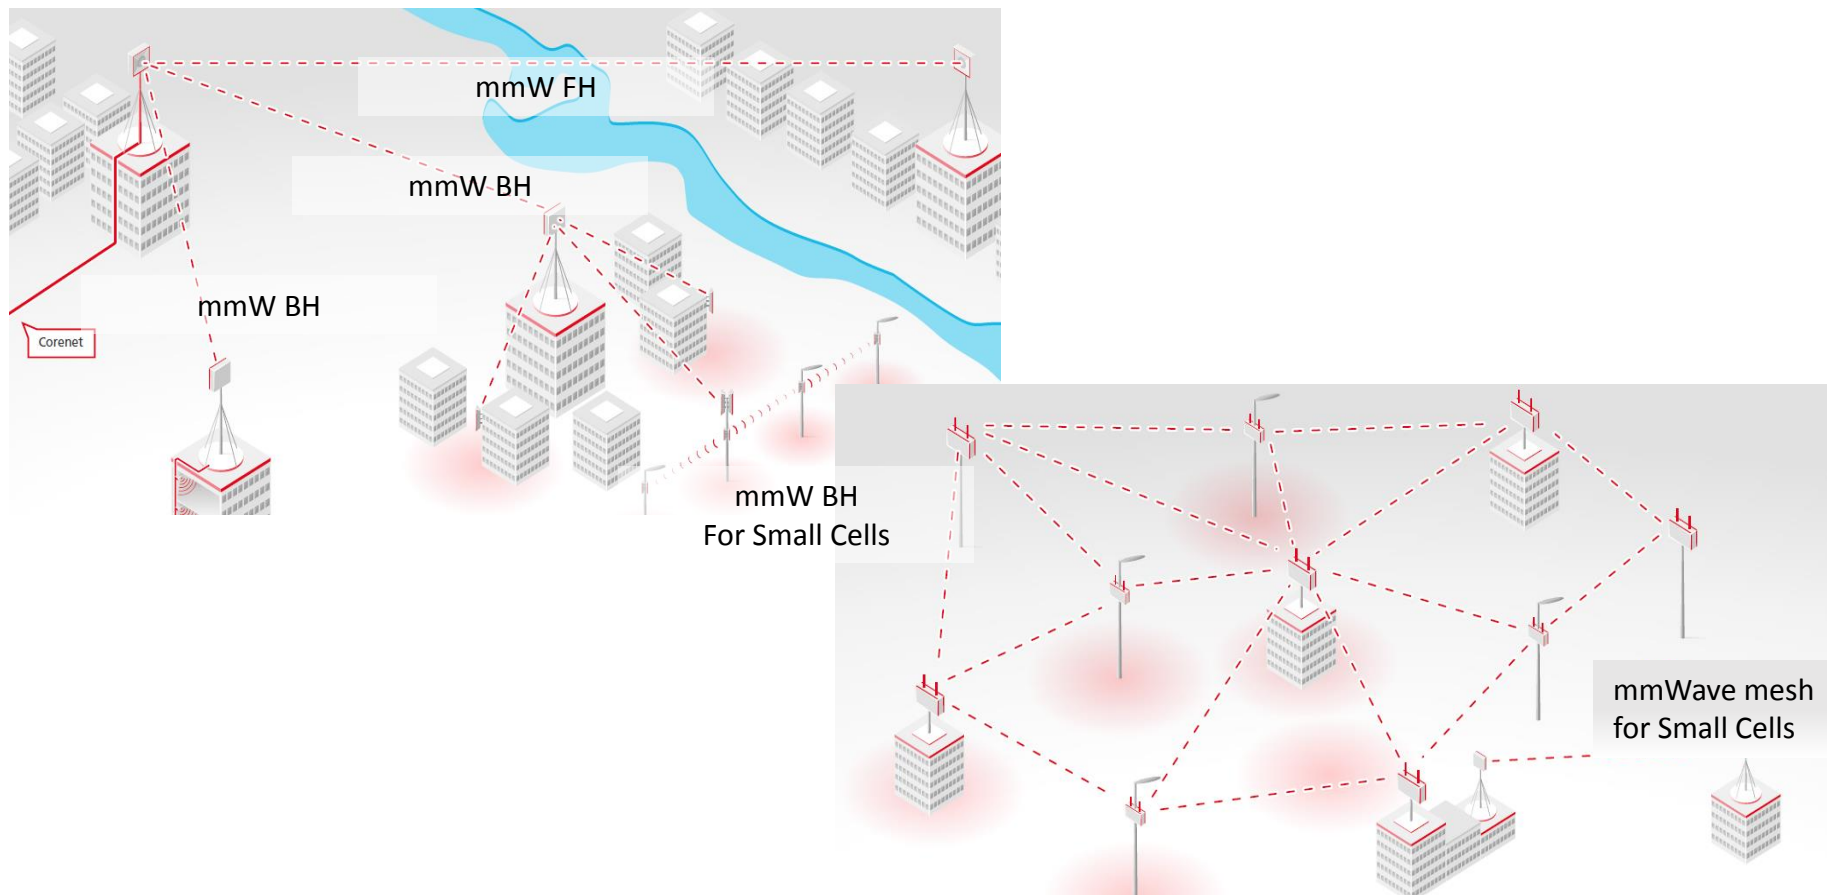 mmW FH
mmW BH
mmW BH
Corenet
mmW BH
For Small Cells
mmWave mesh
for Small Cells